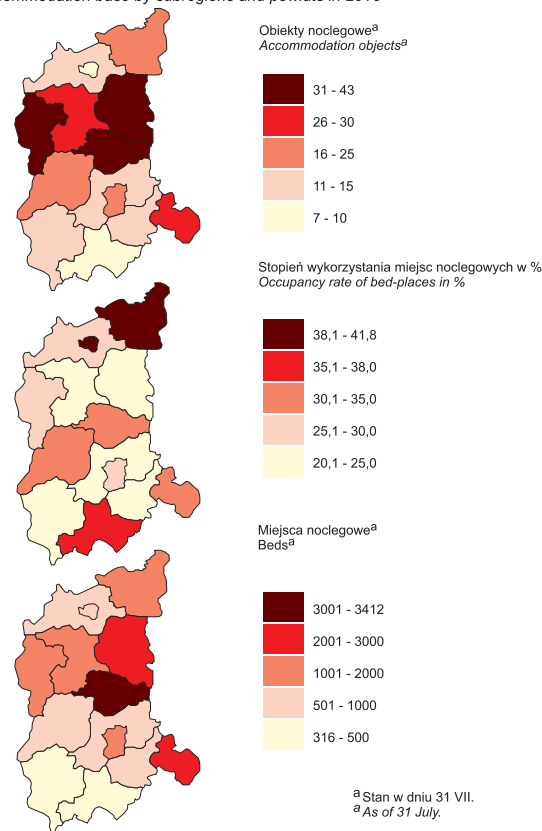 Obiekty noclegowe a
Accommodation objects a
31 - 43
26 - 30
16 - 25
11 - 15
7 - 10
Stopień wykorzystania miejsc noclegowych w %
Occupancy rate of bed-places in %
38,1 - 41,8
35,1 - 38,0
30,1 - 35,0
25,1 - 30,0
20,1 - 25,0
Miejsca noclegowe a
Beds a
3001 - 3412
2001 - 3000
1001 - 2000
501 - 1000
316 - 500
a Stan w dniu 31 VII.
a As of 31 July.